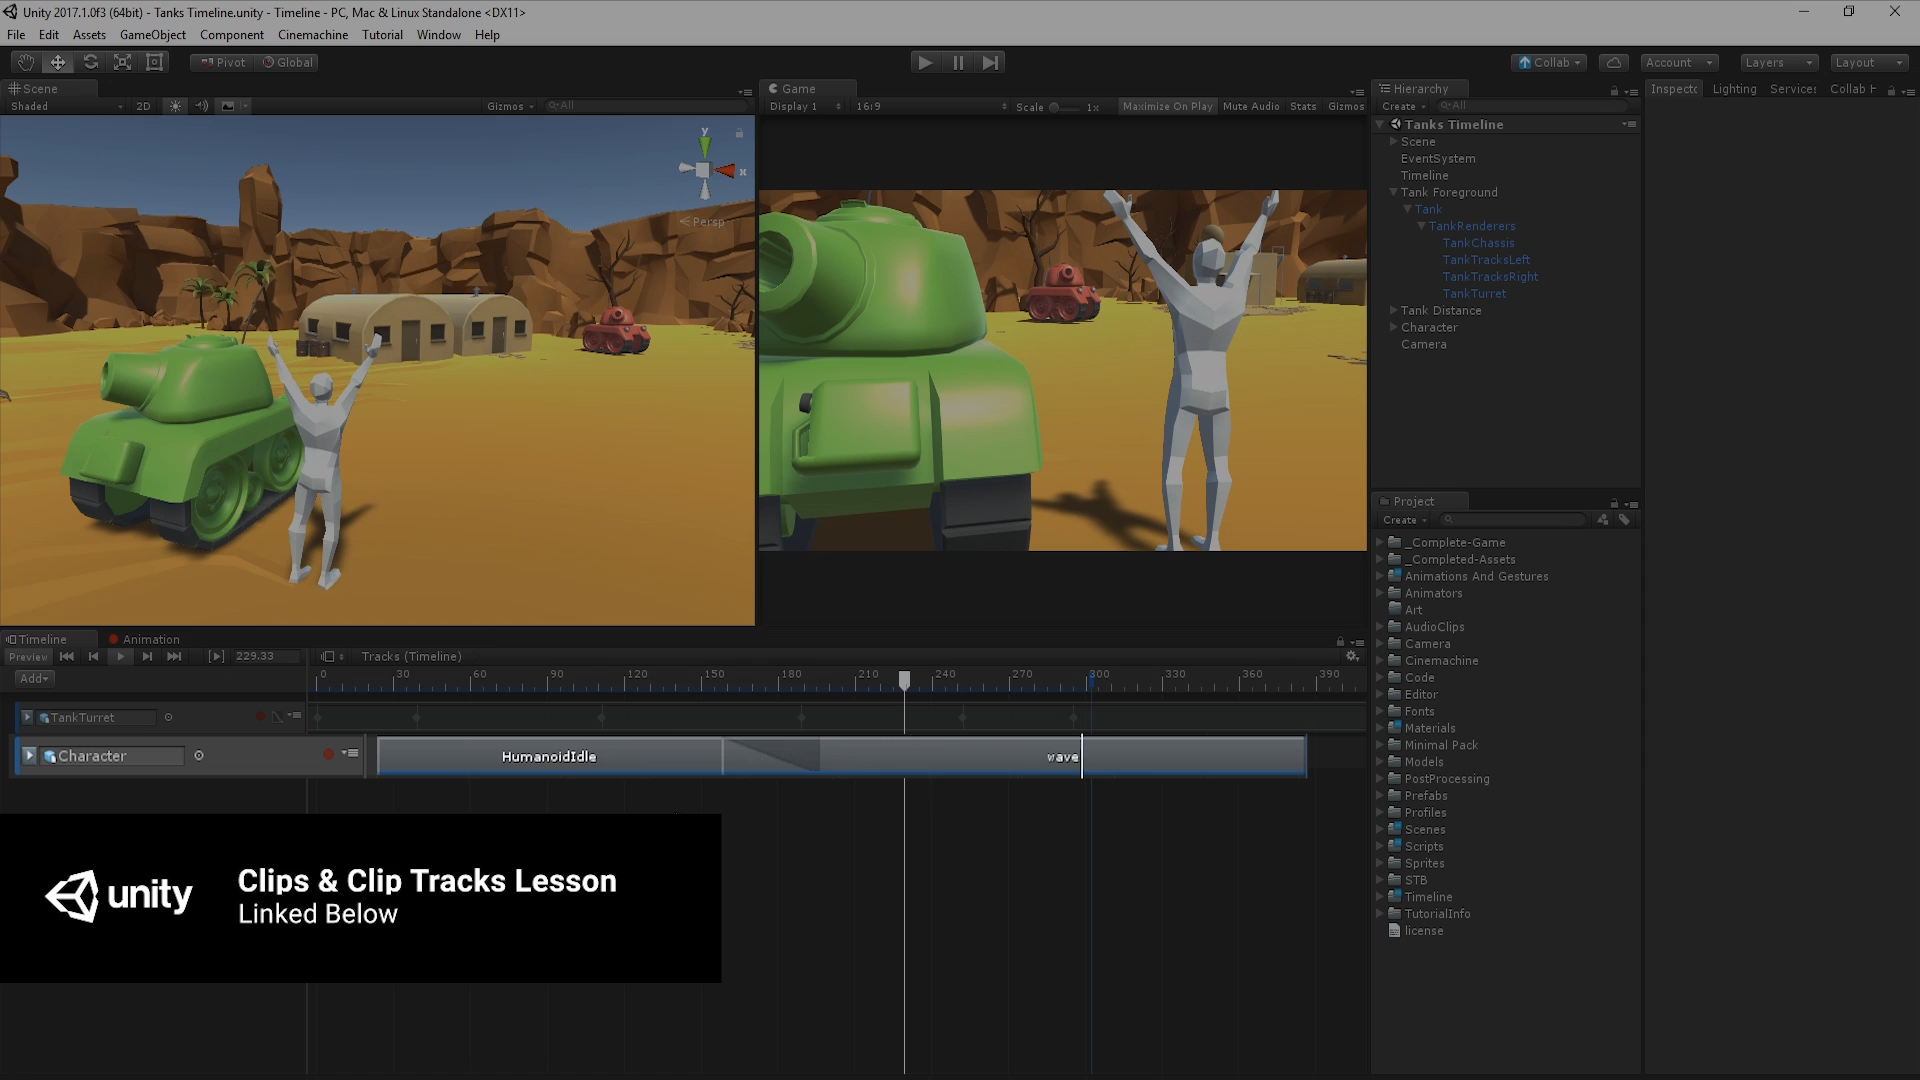 Unity 2017.1.0f3 (64bit) - Tanks Timeline.unity - Timeline - PC, Mac & Linux Standalone <DX11>
File Edit Assets GameObject Component Cinemachine Tutorial Window Help
Pivot Global
Collab Account Layers Layout
Scene
Shaded 2D Gizmos All
y
x
Persp
Game
Display 1 16:9 Scale 1x Maximize On Play Mute Audio Stats Gizmos
Hierarchy
Create All
Tanks Timeline
Scene
EventSystem
Timeline
Tank Foreground
Tank
TankRenderers
TankChassis
TankTracksLeft
TankTracksRight
TankTurret
Tank Distance
Character
Camera
Inspecto Lighting Services Collab H
Project
Create
_Complete-Game
_Completed-Assets
Animations And Gestures
Animators
Art
AudioClips
Camera
Cinemachine
Code
Editor
Fonts
Materials
Minimal Pack
Models
PostProcessing
Prefabs
Profiles
Scenes
Scripts
Sprites
STB
Timeline
TutorialInfo
license
Timeline Animation
Preview 229.33 Tracks (Timeline)
Add
0 30 60 90 120 150 180 210 240 270 300 330 360 390
TankTurret
Character HumanoidIdle wave
unity
Clips & Clip Tracks Lesson
Linked Below